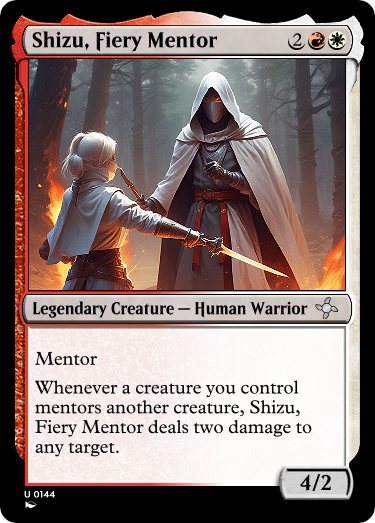 Shizu, Fiery Mentor 2
Legendary Creature — Human Warrior
Mentor
Whenever a creature you control
mentors another creature, Shizu,
Fiery Mentor deals two damage to
any target.
4/2
U 0144